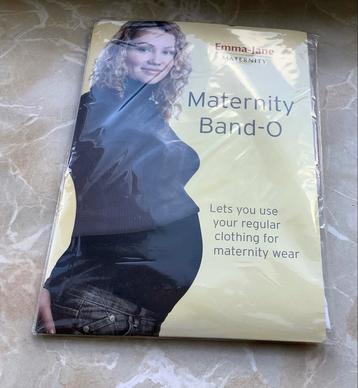 Emma-Jane
MATERNITY
Maternity
Band-O
Lets you use
your regular
clothing for
maternity wear